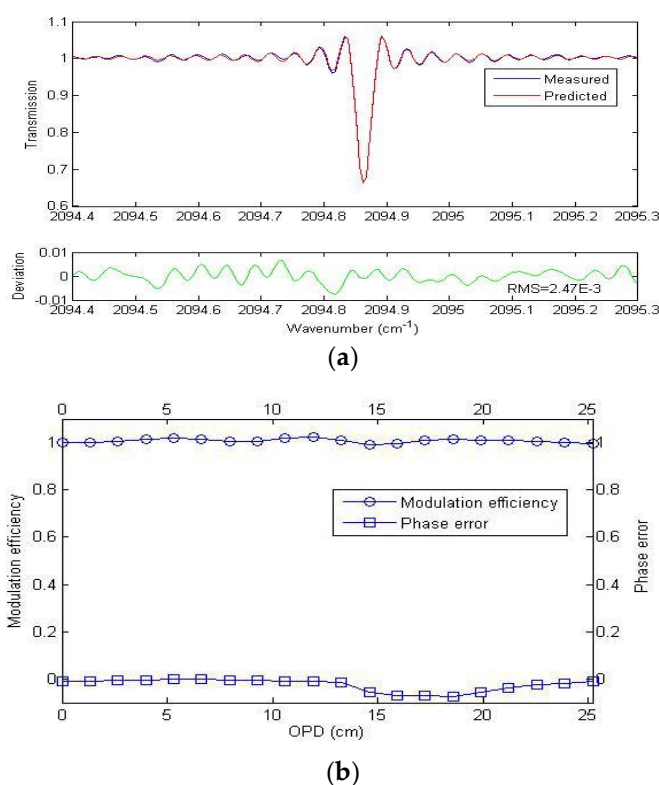 1.1
1
0.9
0.8
0.7
0.6
Transmission
Measured
Predicted
2094.4 2094.5 2094.6 2094.7 2094.8 2094.9 2095 2095.1 2095.2 2095.3
0.01
0
-0.01
Deviation
RMS=2.47E-3
2094.4 2094.5 2094.6 2094.7 2094.8 2094.9 2095 2095.1 2095.2 2095.3
Wavenumber (cm⁻¹)
(a)
0 5 10 15 20 25
1 1
0.8 0.8
0.6 0.6
0.4 0.4
0.2 0.2
0 0
Modulation efficiency
Phase error
Modulation efficiency
Phase error
0 5 10 15 20 25
OPD (cm)
(b)